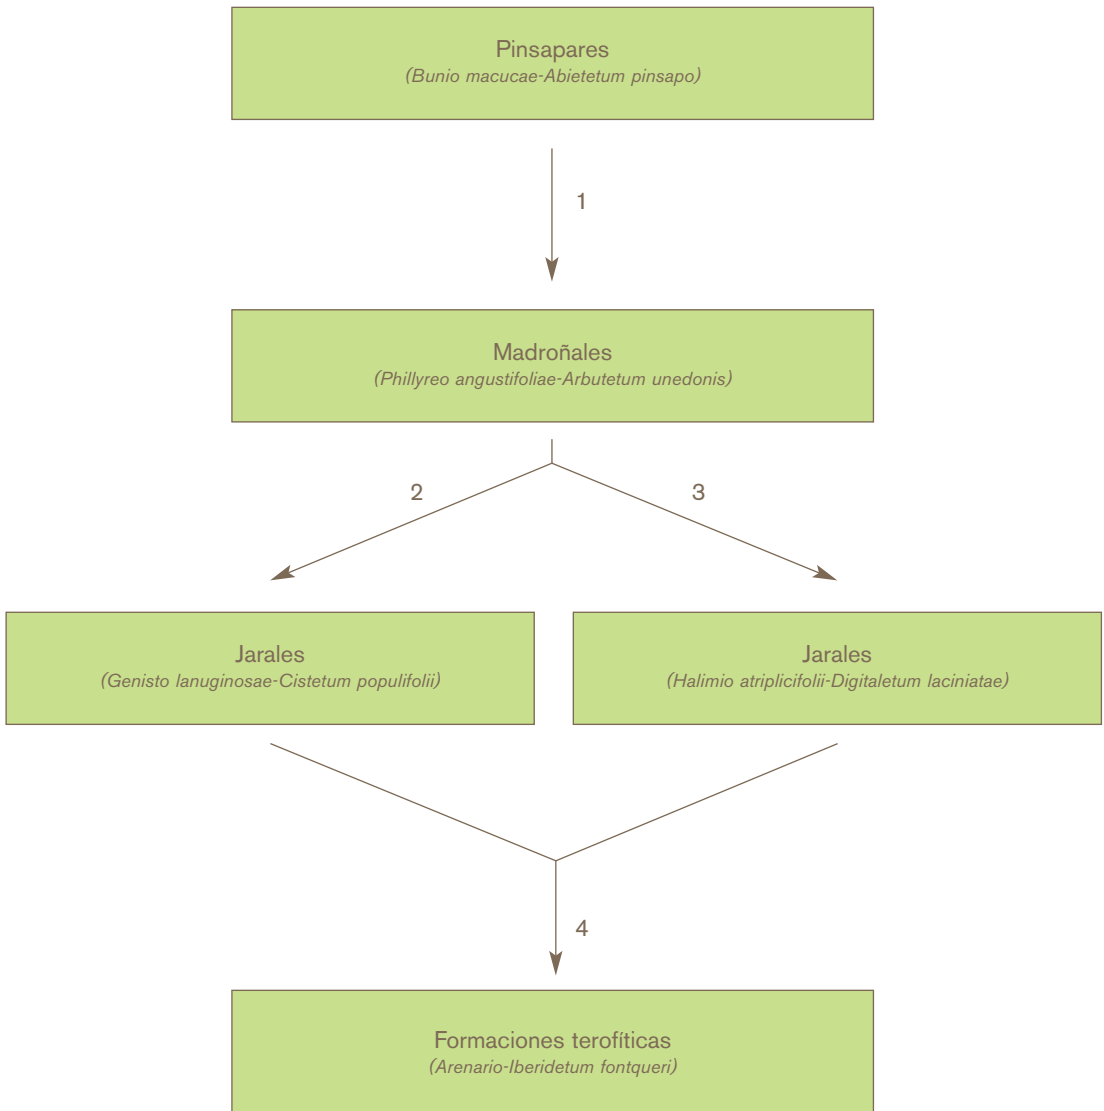 Pinsapares
(Bunio macucae-Abietetum pinsapo)
1
Madroñales
(Phillyreo angustifoliae-Arbutetum unedonis)
2
3
Jarales
(Genisto lanuginosae-Cistetum populifolii)
Jarales
(Halimio atriplicifolii-Digitaletum laciniatae)
4
Formaciones terofíticas
(Arenario-Iberidetum fontqueri)